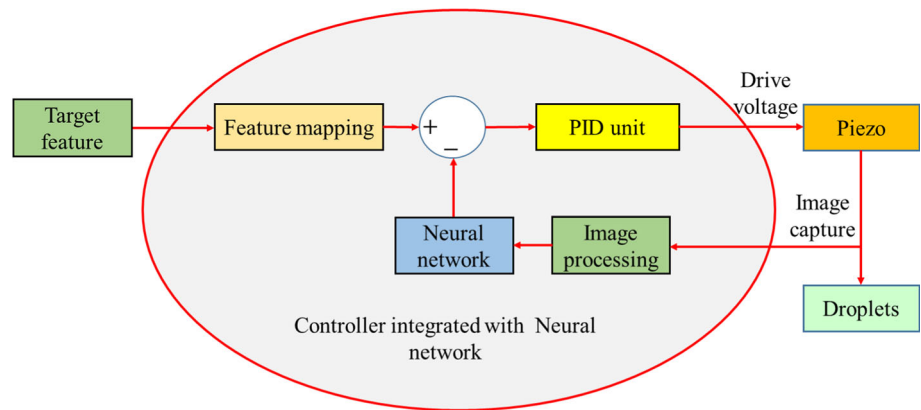 Target
feature
Feature mapping
+
−
PID unit
Drive
voltage
Piezo
Neural
network
Image
processing
Image
capture
Droplets
Controller integrated with Neural
network